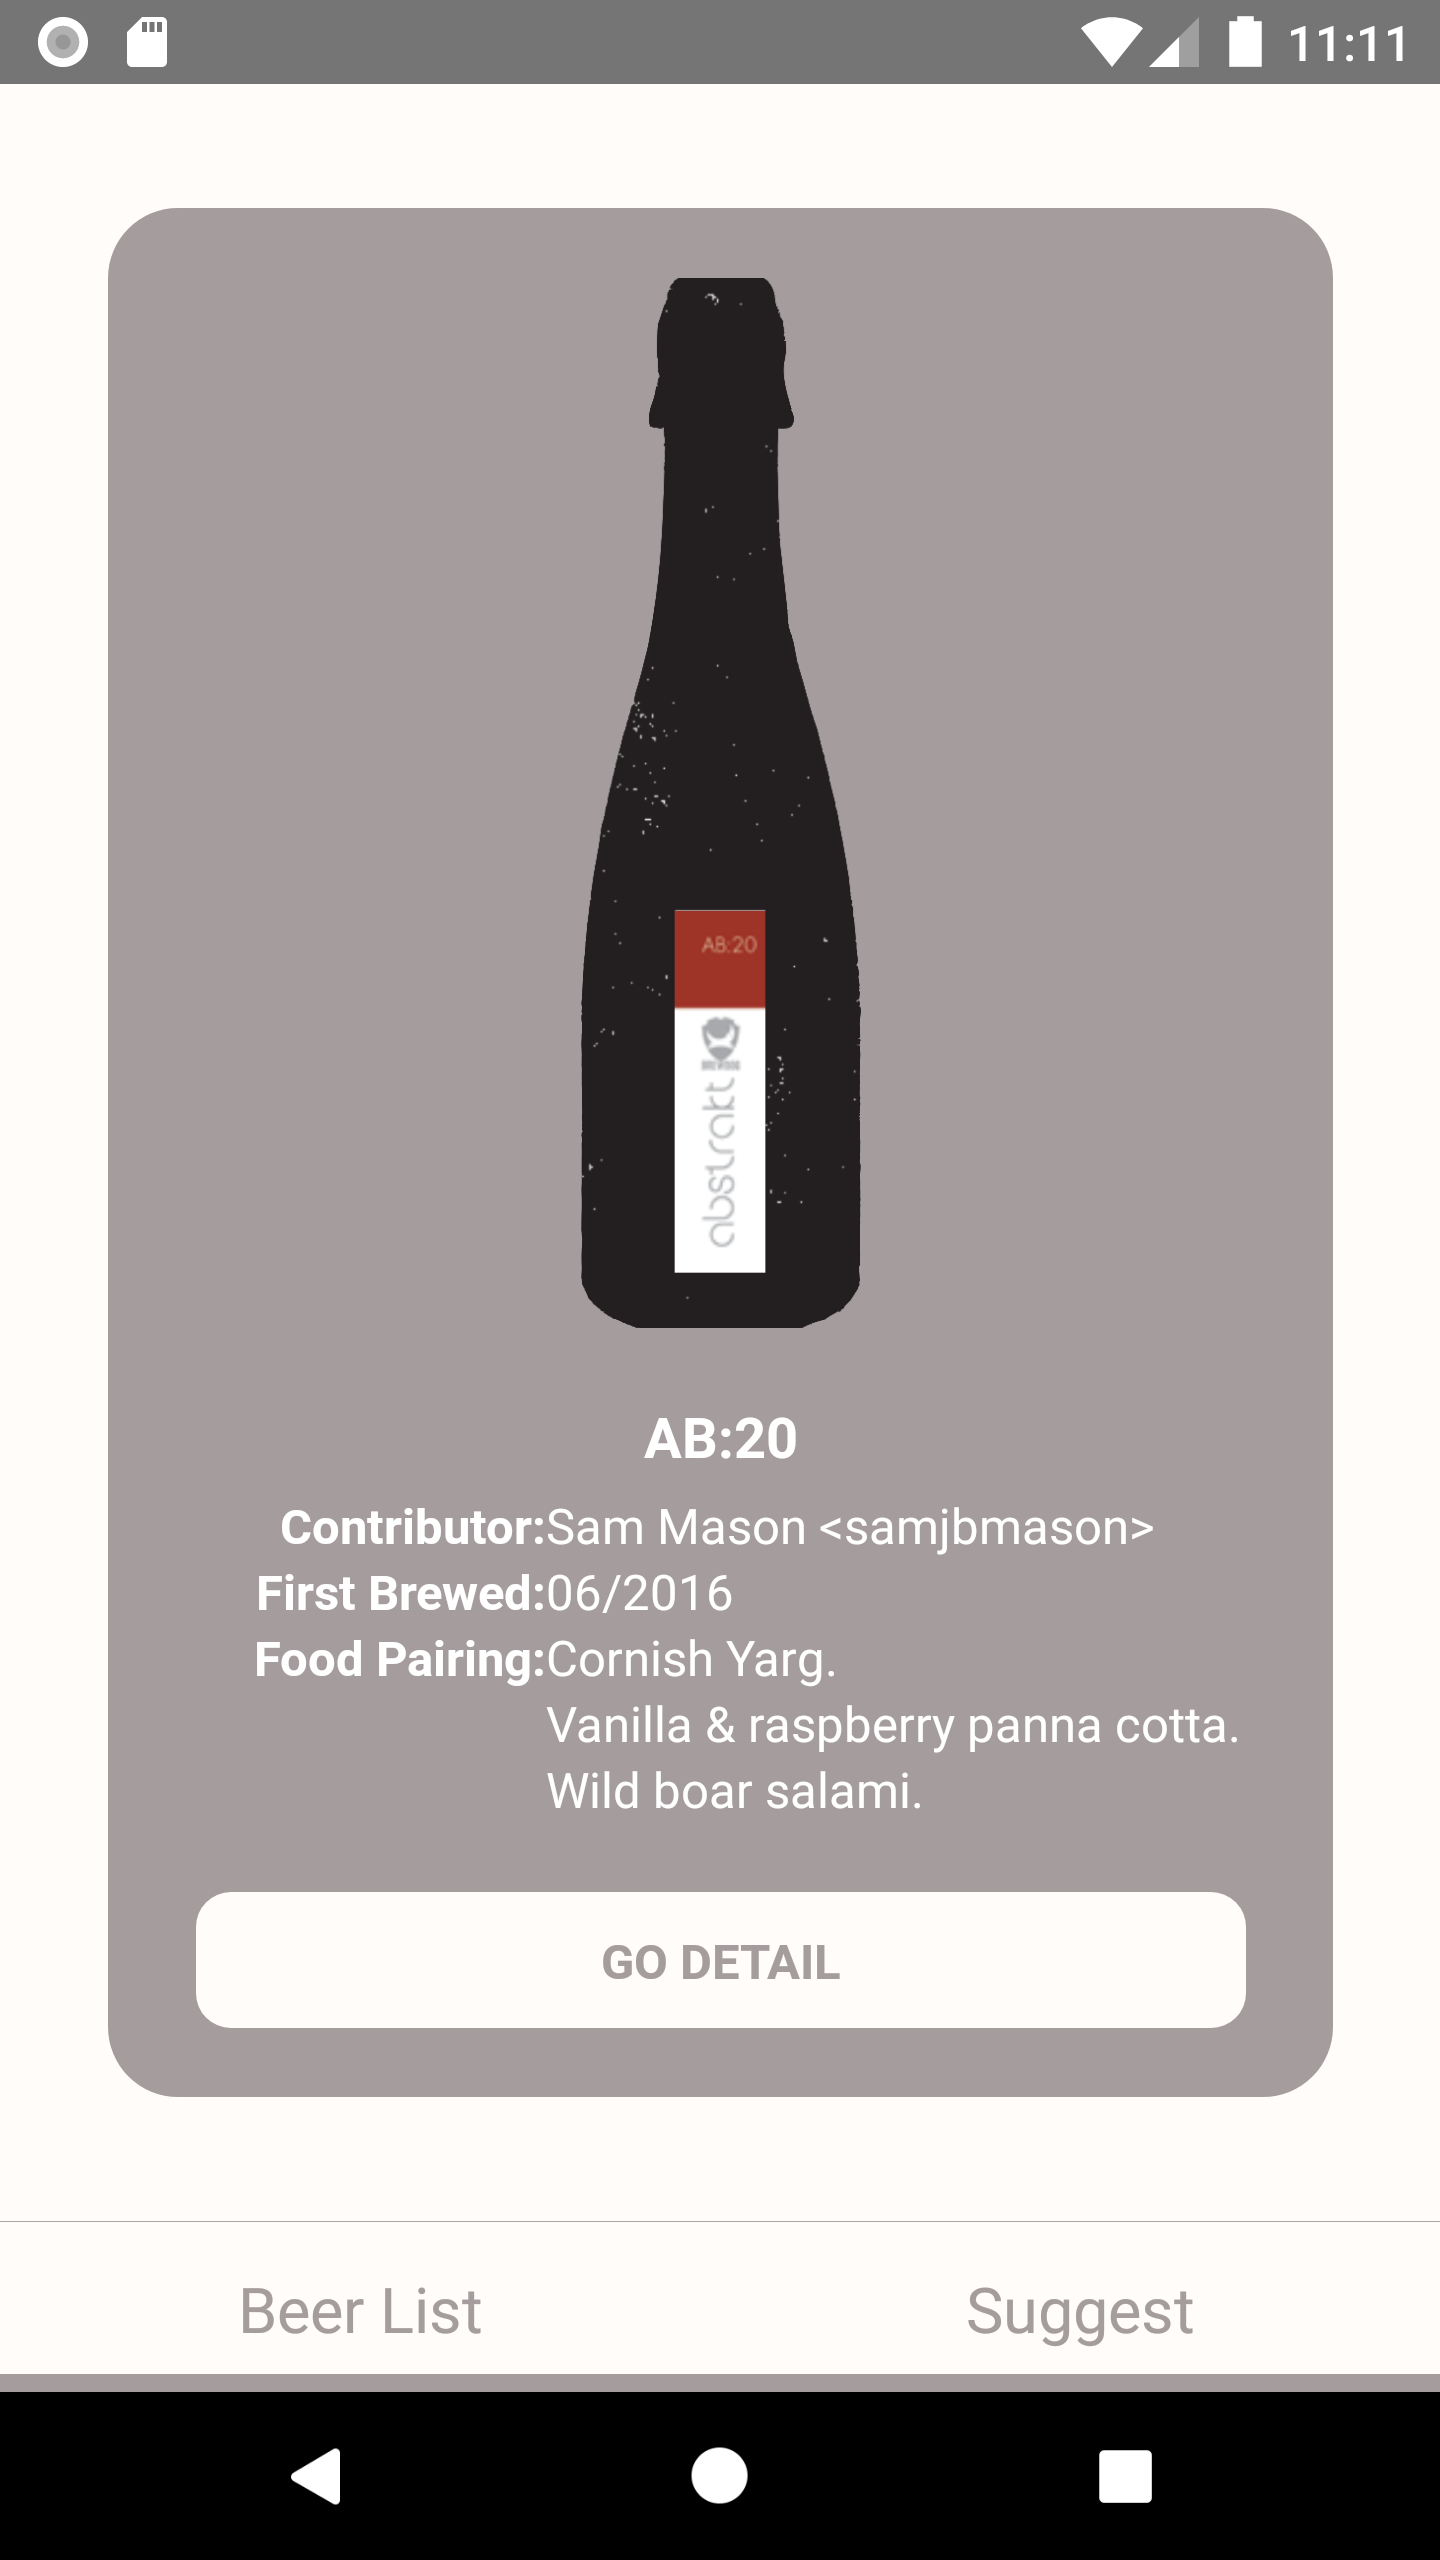 11:11
AB:20
BREWDOG
abstrakt
AB:20
Contributor:Sam Mason <samjbmason>
First Brewed:06/2016
Food Pairing:Cornish Yarg.
Vanilla & raspberry panna cotta.
Wild boar salami.
GO DETAIL
Beer List
Suggest